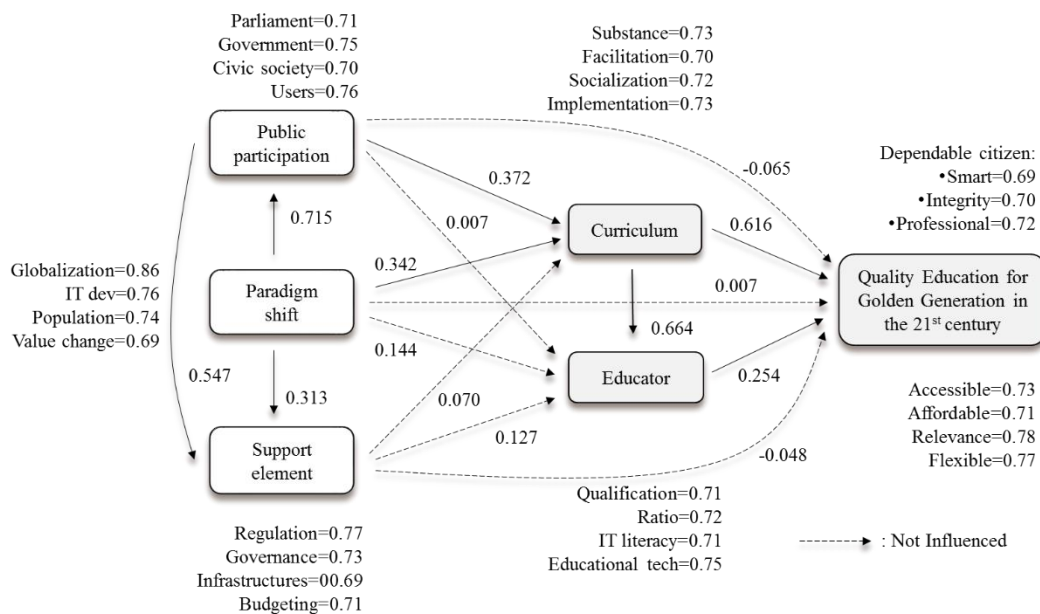 Parliament=0.71
Government=0.75
Civic society=0.70
Users=0.76
Substance=0.73
Facilitation=0.70
Socialization=0.72
Implementation=0.73
Public
participation
-0.065
Dependable citizen:
•Smart=0.69
•Integrity=0.70
•Professional=0.72
0.372
0.715
0.007
Curriculum
0.616
Globalization=0.86
IT dev=0.76
Population=0.74
Value change=0.69
Paradigm
shift
0.342
0.007
Quality Education for
Golden Generation in
the 21st century
0.144
0.664
0.547
0.313
Educator
0.254
0.070
0.127
Support
element
-0.048
Accessible=0.73
Affordable=0.71
Relevance=0.78
Flexible=0.77
Regulation=0.77
Governance=0.73
Infrastructures=00.69
Budgeting=0.71
Qualification=0.71
Ratio=0.72
IT literacy=0.71
Educational tech=0.75
: Not Influenced